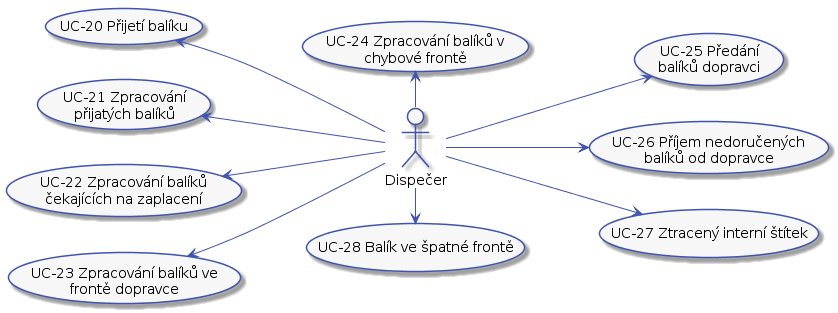 UC-20 Přijetí balíku
UC-21 Zpracování
přijatých balíků
UC-22 Zpracování balíků
čekajících na zaplacení
UC-23 Zpracování balíků ve
frontě dopravce
UC-24 Zpracování balíků v
chybové frontě
Dispečer
UC-28 Balík ve špatné frontě
UC-25 Předání
balíků dopravci
UC-26 Příjem nedoručených
balíků od dopravce
UC-27 Ztracený interní štítek